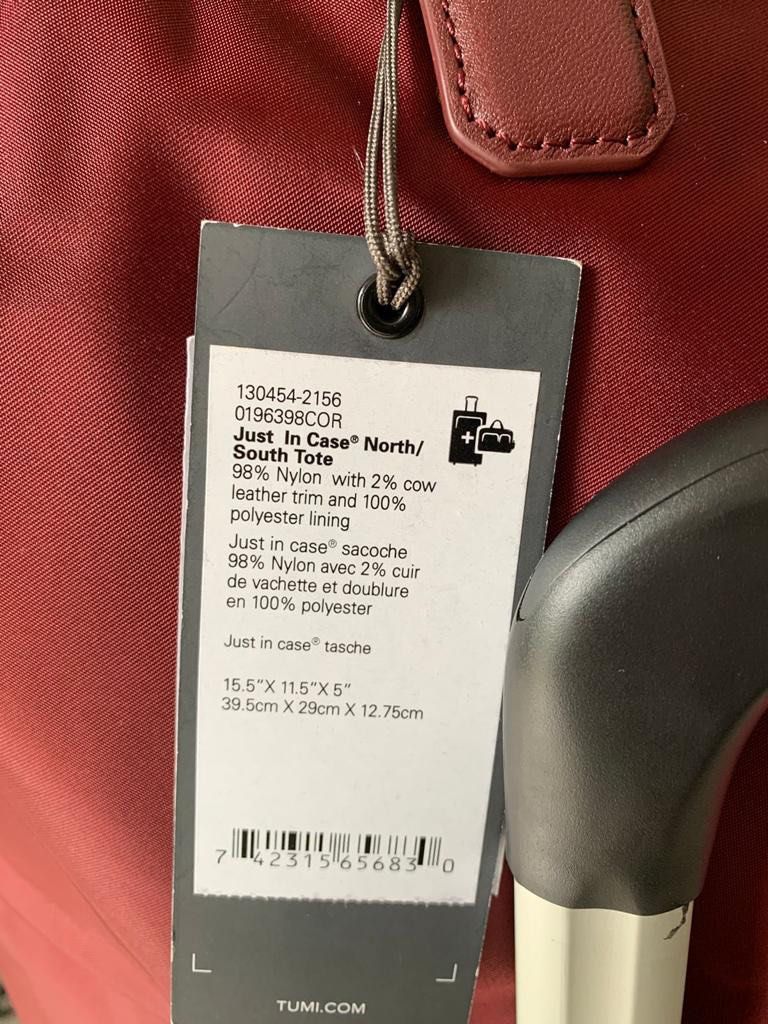 130454-2156
0196398COR
Just In Case® North/
South Tote
98% Nylon with 2% cow
leather trim and 100%
polyester lining
Just in case® sacoche
98% Nylon avec 2% cuir
de vachette et doublure
en 100% polyester
Just in case® tasche
15.5"X 11.5"X 5"
39.5cm X 29cm X 12.75cm
7 42315 65683 0
TUMI.COM